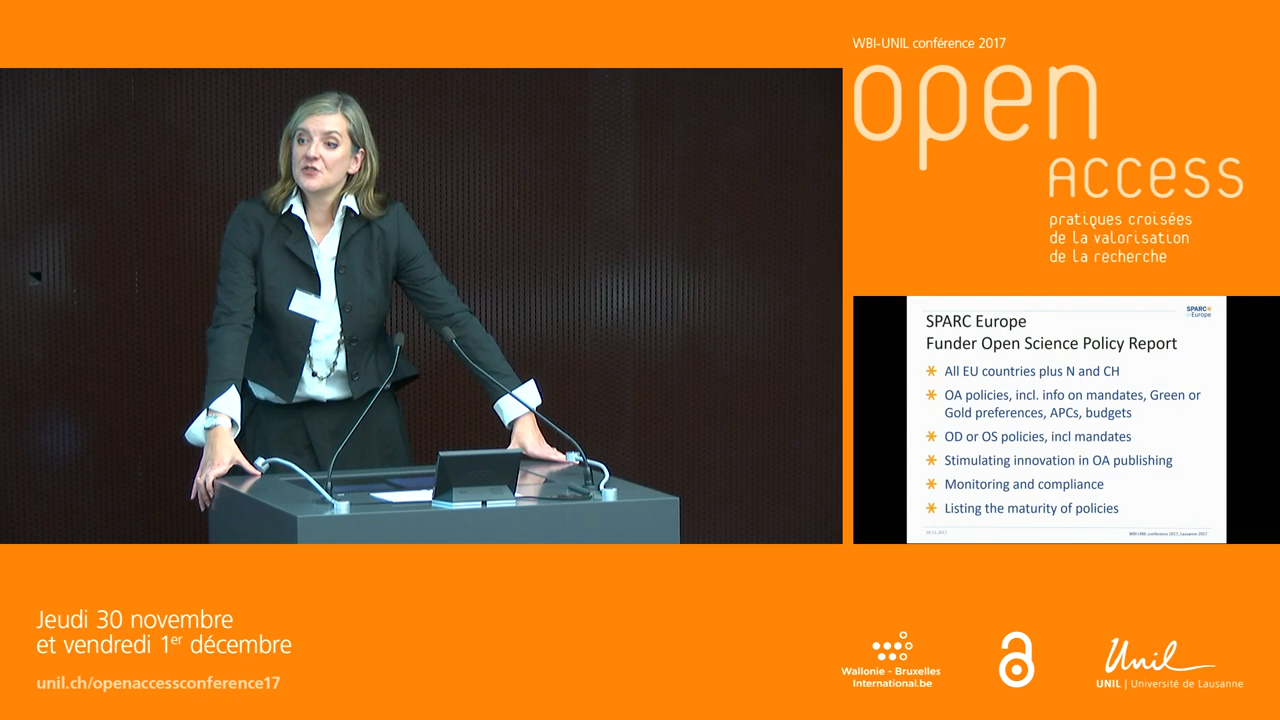 WBI-UNIL conférence 2017
open
access
pratiques croisées
de la valorisation
de la recherche
SPARC
Europe
SPARC Europe
Funder Open Science Policy Report
All EU countries plus N and CH
OA policies, incl. info on mandates, Green or
Gold preferences, APCs, budgets
OD or OS policies, incl mandates
Stimulating innovation in OA publishing
Monitoring and compliance
Listing the maturity of policies
30.11.2017
WBI-UNIL conférence 2017, Lausanne 2017
Jeudi 30 novembre
et vendredi 1er décembre
unil.ch/openaccessconference17
Wallonie - Bruxelles
International.be
Unil
UNIL | Université de Lausanne